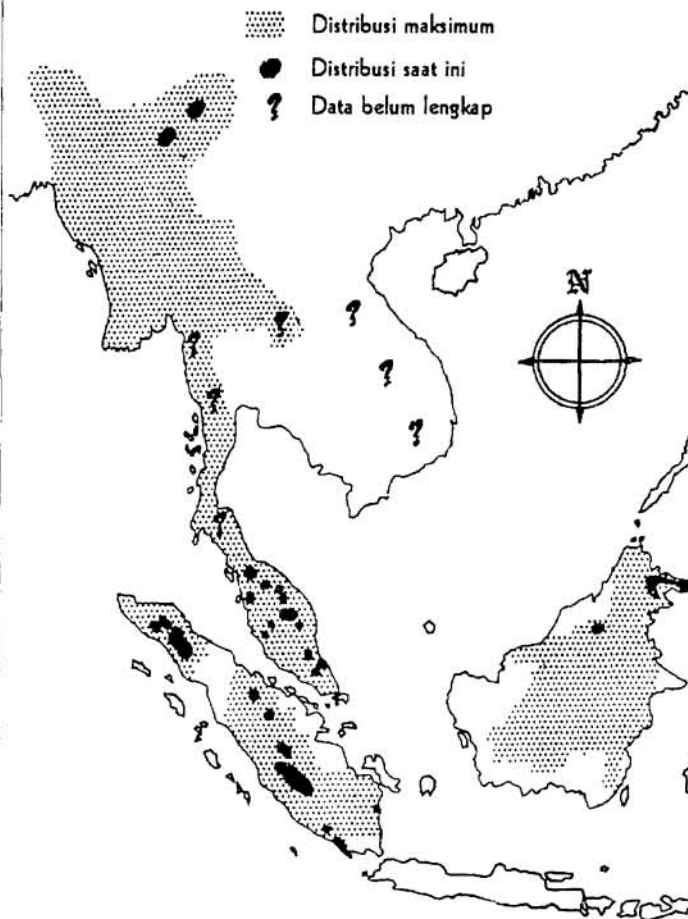 Distribusi maksimum
Distribusi saat ini
? Data belum lengkap
?
?
?
?
?
?
?
N